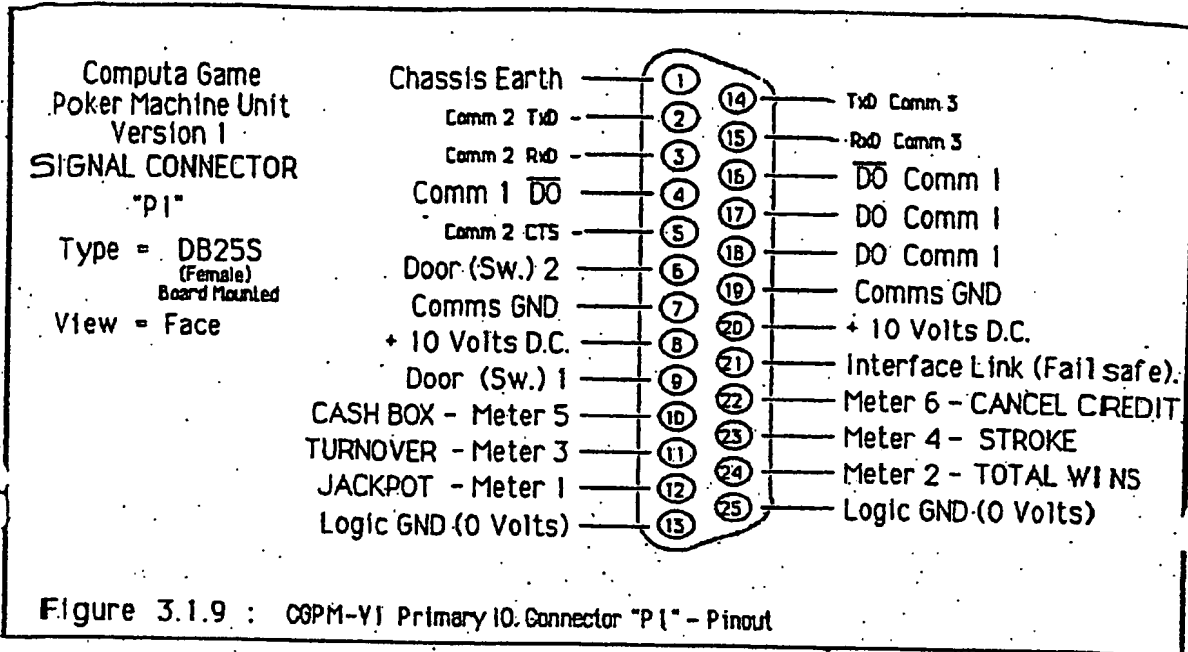 Computa Game
Poker Machine Unit
Version 1
SIGNAL CONNECTOR
"P1"
Type = DB25S
(Female)
Board Mounted
View = Face
Chassis Earth
Comm 2 TxD
Comm 2 RxD
Comm 1 D̅O̅
Comm 2 CTS
Door (Sw.) 2
Comms GND
+ 10 Volts D.C.
Door (Sw.) 1
CASH BOX - Meter 5
TURNOVER - Meter 3
JACKPOT - Meter 1
Logic GND (0 Volts)
1
2
3
4
5
6
7
8
9
10
11
12
13
14
15
16
17
18
19
20
21
22
23
24
25
TxD Comm 3
RxD Comm 3
D̅O̅ Comm 1
DO Comm 1
DO Comm 1
Comms GND
+ 10 Volts D.C.
Interface Link (Fail safe).
Meter 6 - CANCEL CREDIT
Meter 4 - STROKE
Meter 2 - TOTAL WINS
Logic GND (0 Volts)
Figure 3.1.9 : CGPM-V1 Primary IO. Connector "P1" - Pinout